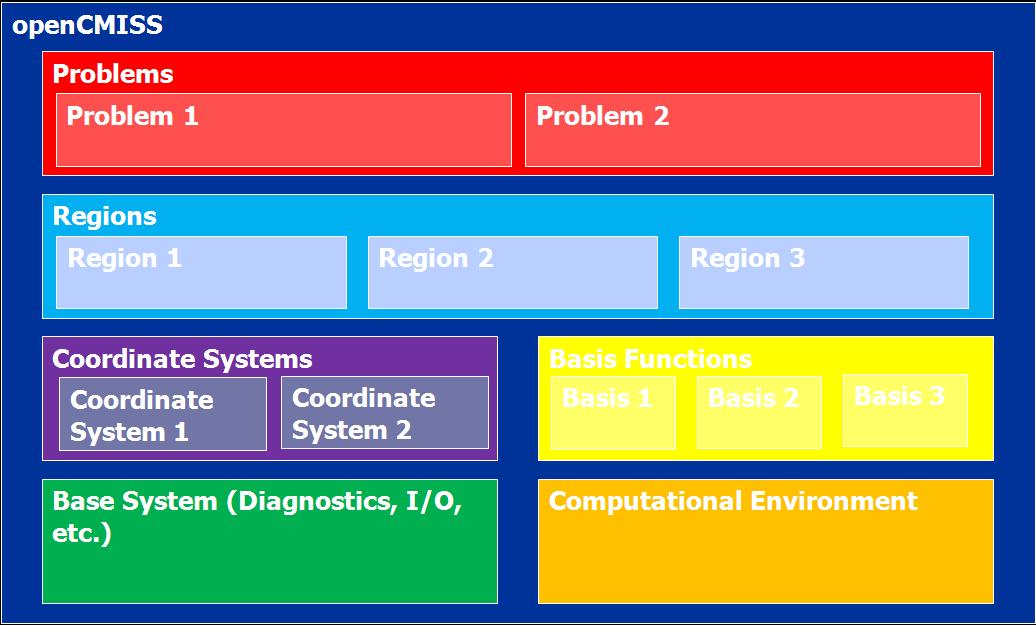 openCMISS
Problems
Problem 1
Problem 2
Regions
Region 1
Region 2
Region 3
Coordinate Systems
Coordinate
System 1
Coordinate
System 2
Basis Functions
Basis 1
Basis 2
Basis 3
Base System (Diagnostics, I/O,
etc.)
Computational Environment